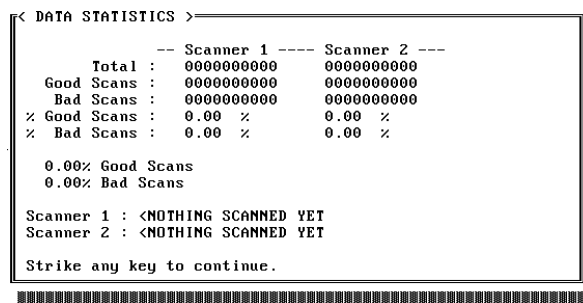 < DATA STATISTICS >
-- Scanner 1 ---- Scanner 2 ---
Total : 0000000000 0000000000
Good Scans : 0000000000 0000000000
Bad Scans : 0000000000 0000000000
% Good Scans : 0.00 % 0.00 %
% Bad Scans : 0.00 % 0.00 %
0.00% Good Scans
0.00% Bad Scans
Scanner 1 : <NOTHING SCANNED YET
Scanner 2 : <NOTHING SCANNED YET
Strike any key to continue.